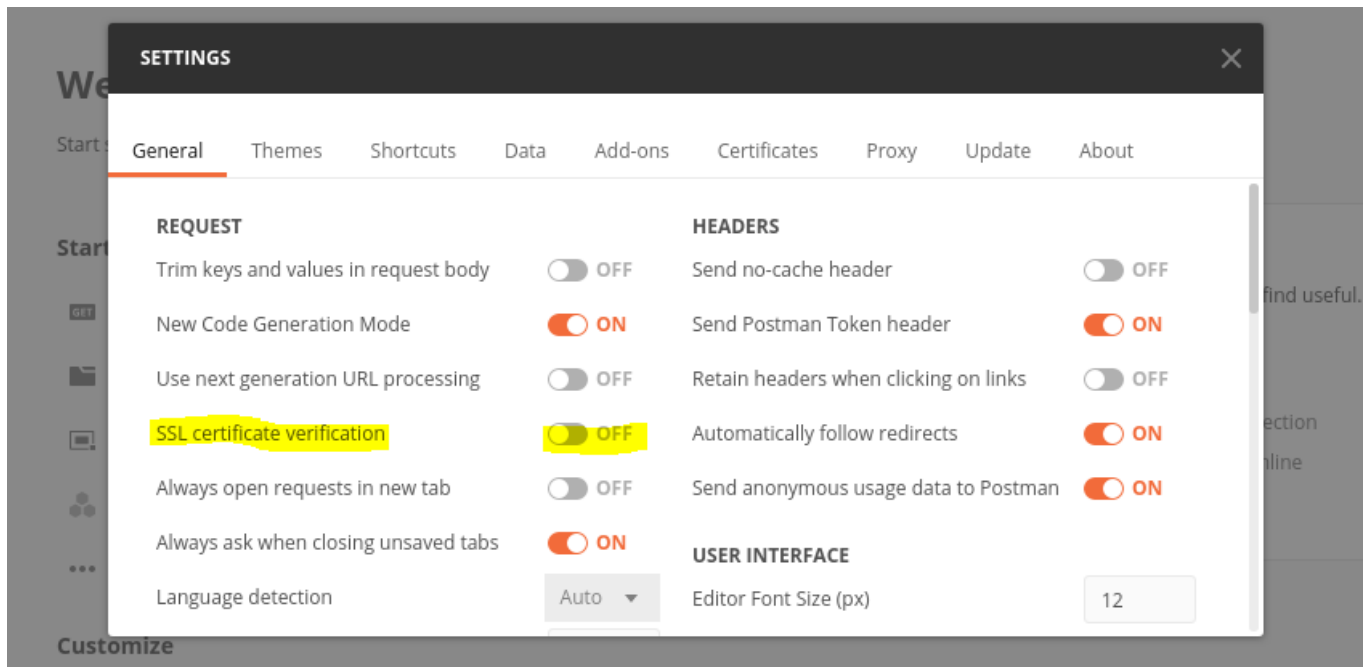 SETTINGS
We
Start s
General Themes Shortcuts Data Add-ons Certificates Proxy Update About
REQUEST
Trim keys and values in request body OFF
New Code Generation Mode ON
Use next generation URL processing OFF
SSL certificate verification OFF
Always open requests in new tab OFF
Always ask when closing unsaved tabs ON
Language detection Auto
HEADERS
Send no-cache header OFF
Send Postman Token header ON
Retain headers when clicking on links OFF
Automatically follow redirects ON
Send anonymous usage data to Postman ON
USER INTERFACE
Editor Font Size (px) 12
Start
GET
find useful.
ection
nline
Customize